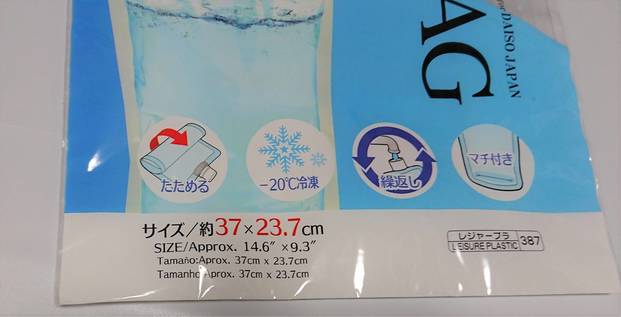 AG
for DAISO JAPAN
たためる
−20℃冷凍
繰返し
マチ付き
サイズ/約37×23.7cm
SIZE/Approx. 14.6″ ×9.3″
Tamaño:Aprox. 37cm x 23.7cm
Tamanho:Aprox. 37cm x 23.7cm
レジャープラ
LEISURE PLASTIC
387